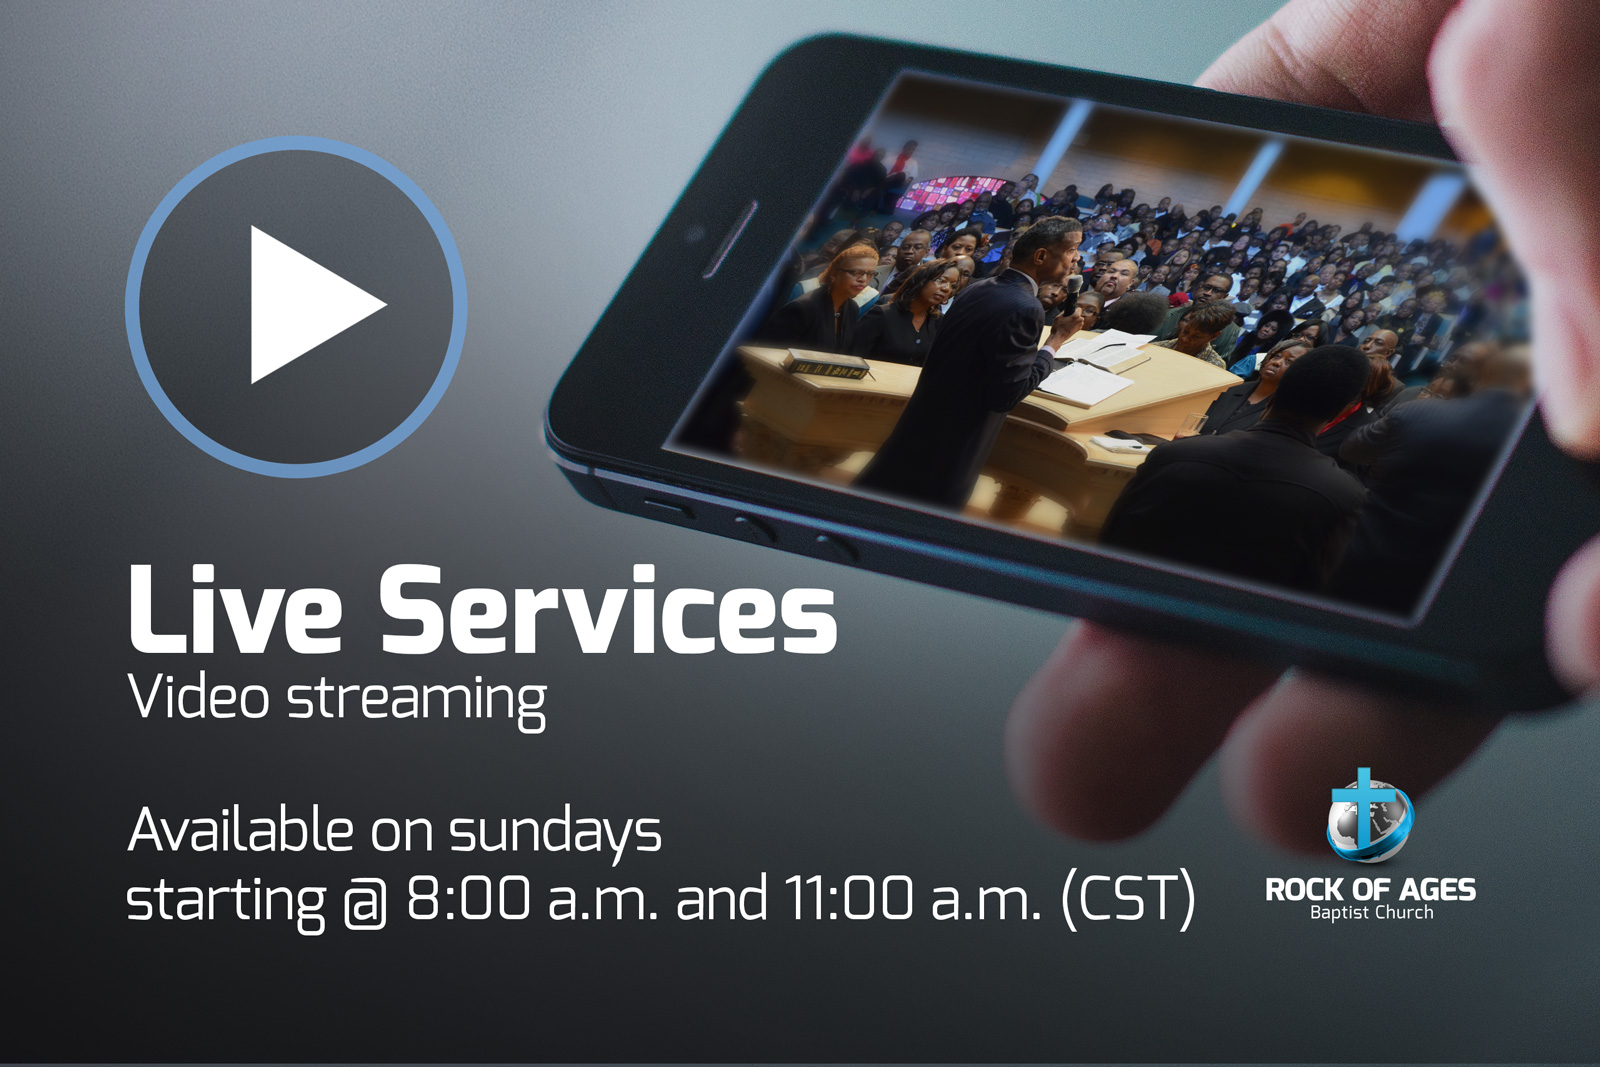 Live Services
Video streaming
Available on sundays
starting @ 8:00 a.m. and 11:00 a.m. (CST)
ROCK OF AGES
Baptist Church